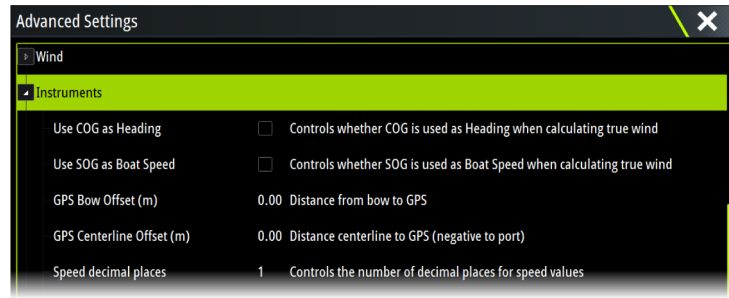 Advanced Settings
Wind
Instruments
Use COG as Heading Controls whether COG is used as Heading when calculating true wind
Use SOG as Boat Speed Controls whether SOG is used as Boat Speed when calculating true wind
GPS Bow Offset (m) 0.00 Distance from bow to GPS
GPS Centerline Offset (m) 0.00 Distance centerline to GPS (negative to port)
Speed decimal places 1 Controls the number of decimal places for speed values